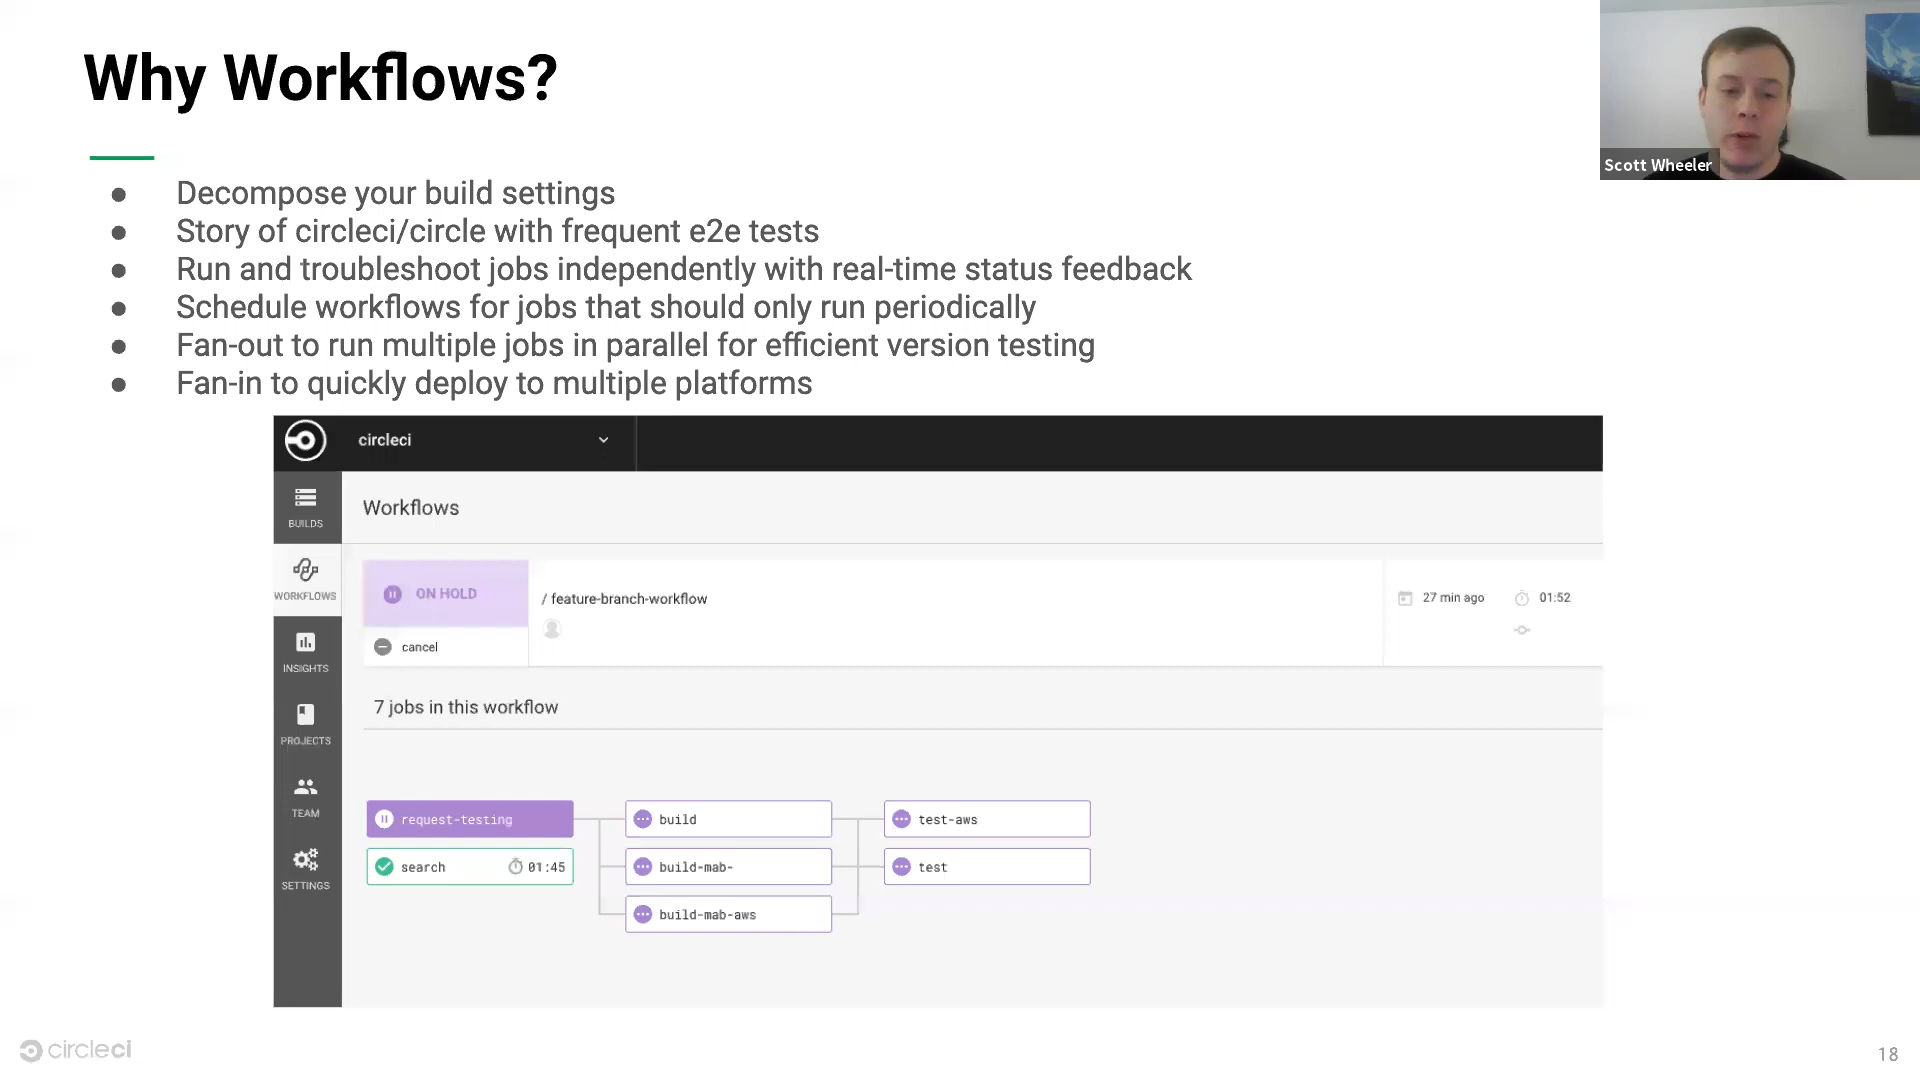 Why Workflows?
Scott Wheeler
● Decompose your build settings
● Story of circleci/circle with frequent e2e tests
● Run and troubleshoot jobs independently with real-time status feedback
● Schedule workflows for jobs that should only run periodically
● Fan-out to run multiple jobs in parallel for efficient version testing
● Fan-in to quickly deploy to multiple platforms
circleci
BUILDS
Workflows
WORKFLOWS
ON HOLD
/ feature-branch-workflow
27 min ago
01:52
cancel
INSIGHTS
7 jobs in this workflow
PROJECTS
TEAM
request-testing
build
test-aws
SETTINGS
search
01:45
build-mab-
test
build-mab-aws
circleci
18